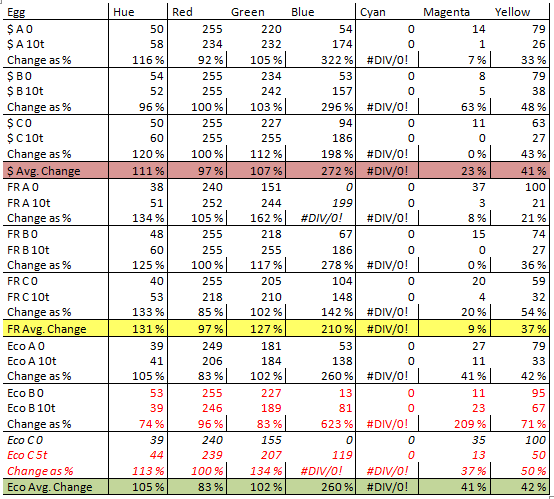 Egg Hue Red Green Blue Cyan Magenta Yellow
$ A 0 50 255 220 54 0 14 79
$ A 10t 58 234 232 174 0 1 26
Change as % 116 % 92 % 105 % 322 % #DIV/0! 7 % 33 %
$ B 0 54 255 234 53 0 8 79
$ B 10t 52 255 242 157 0 5 38
Change as % 96 % 100 % 103 % 296 % #DIV/0! 63 % 48 %
$ C 0 50 255 227 94 0 11 63
$ C 10t 60 255 255 186 0 0 27
Change as % 120 % 100 % 112 % 198 % #DIV/0! 0 % 43 %
$ Avg. Change 111 % 97 % 107 % 272 % #DIV/0! 23 % 41 %
FR A 0 38 240 151 0 0 37 100
FR A 10t 51 252 244 199 0 3 21
Change as % 134 % 105 % 162 % #DIV/0! #DIV/0! 8 % 21 %
FR B 0 48 255 218 67 0 15 74
FR B 10t 60 255 255 186 0 0 27
Change as % 125 % 100 % 117 % 278 % #DIV/0! 0 % 36 %
FR C 0 40 255 205 104 0 20 59
FR C 10t 53 218 210 148 0 4 32
Change as % 133 % 85 % 102 % 142 % #DIV/0! 20 % 54 %
FR Avg. Change 131 % 97 % 127 % 210 % #DIV/0! 9 % 37 %
Eco A 0 39 249 181 53 0 27 79
Eco A 10t 41 206 184 138 0 11 33
Change as % 105 % 83 % 102 % 260 % #DIV/0! 41 % 42 %
Eco B 0 53 255 227 13 0 11 95
Eco B 10t 39 246 189 81 0 23 67
Change as % 74 % 96 % 83 % 623 % #DIV/0! 209 % 71 %
Eco C 0 39 240 155 0 0 35 100
Eco C 5t 44 239 207 119 0 13 50
Change as % 113 % 100 % 134 % #DIV/0! #DIV/0! 37 % 50 %
Eco Avg. Change 105 % 83 % 102 % 260 % #DIV/0! 41 % 42 %